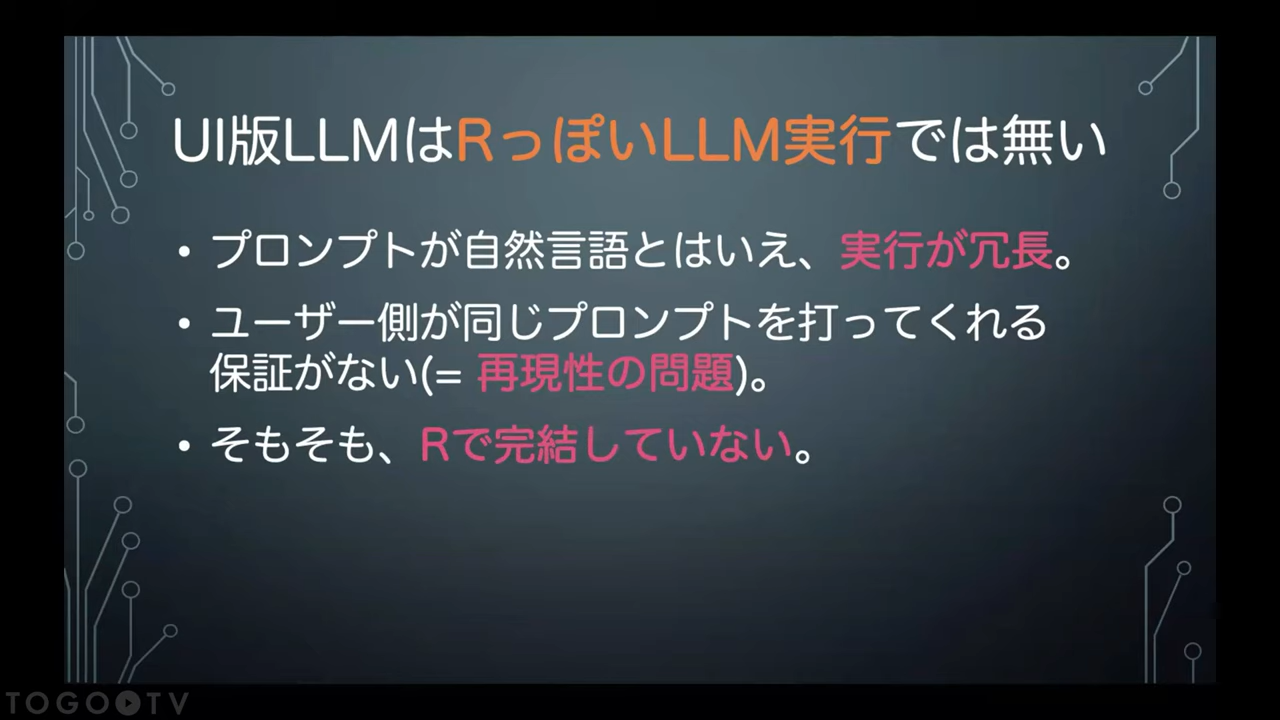 UI版LLMはRっぽいLLM実行では無い
• プロンプトが自然言語とはいえ、実行が冗長。
• ユーザー側が同じプロンプトを打ってくれる
保証がない(= 再現性の問題)。
• そもそも、Rで完結していない。
TOGOTV